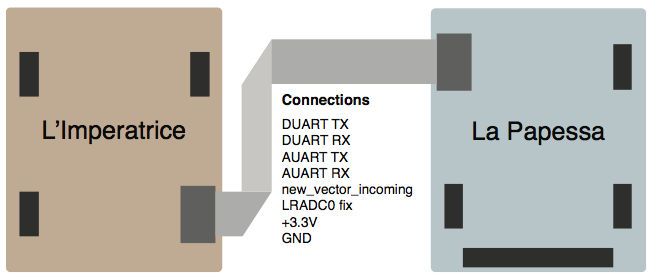 L'Imperatrice
Connections
DUART TX
DUART RX
AUART TX
AUART RX
new_vector_incoming
LRADC0 fix
+3.3V
GND
La Papessa